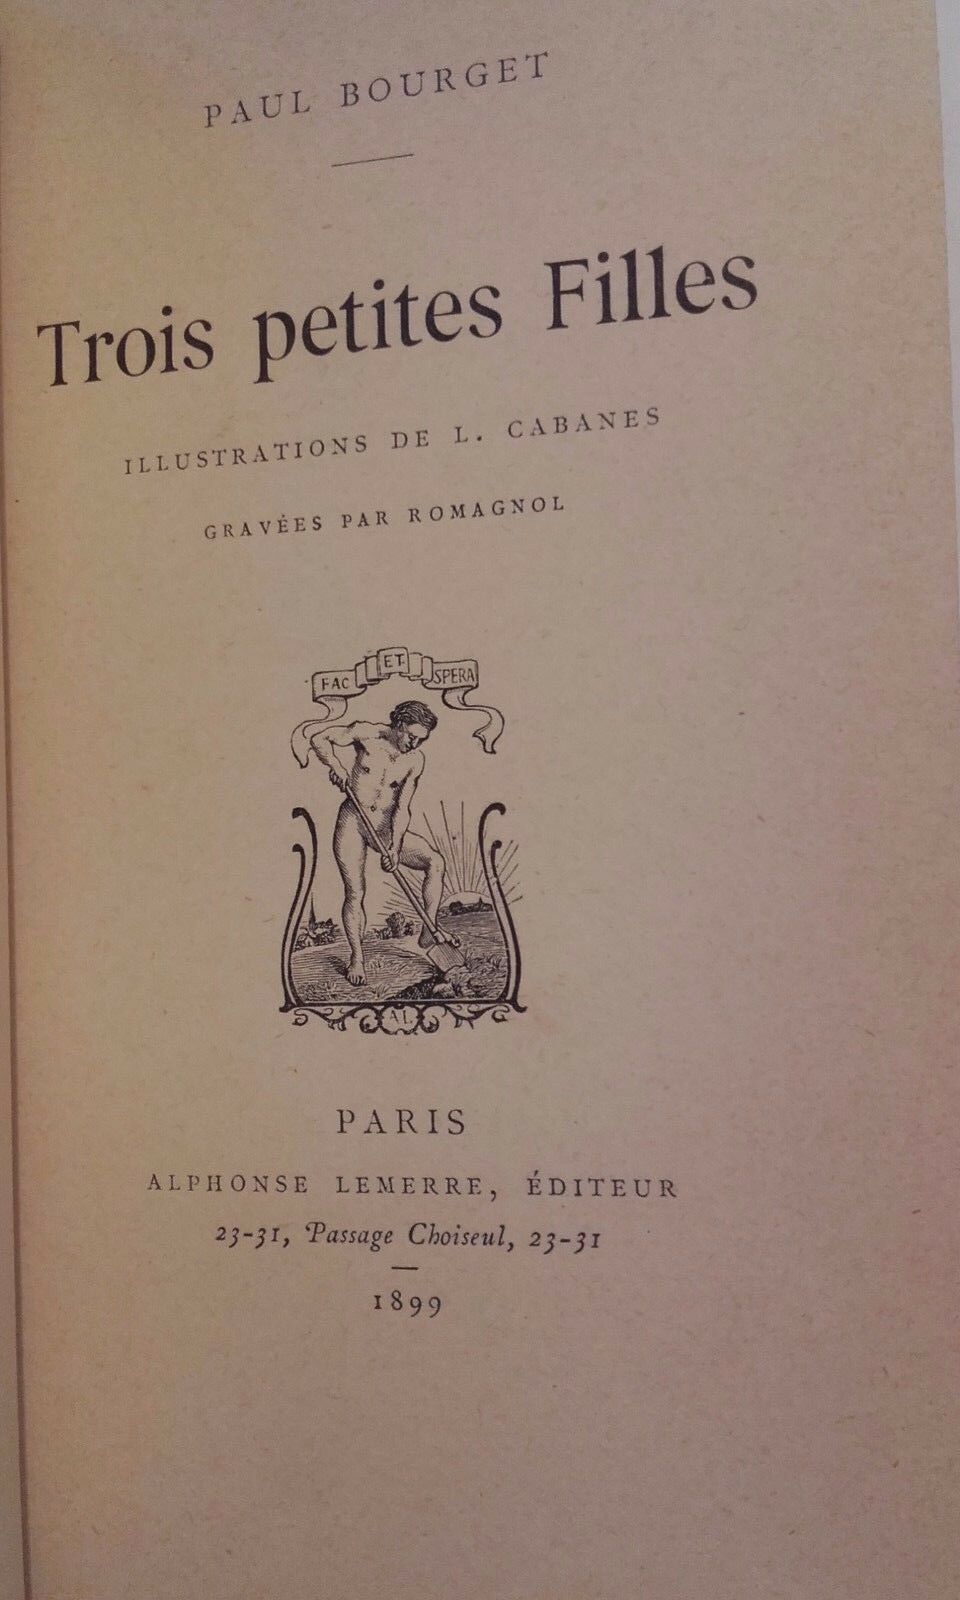 PAUL BOURGET
Trois petites Filles
ILLUSTRATIONS DE L. CABANES
GRAVÉES PAR ROMAGNOL
FAC ET SPERA
AL
PARIS
ALPHONSE LEMERRE, ÉDITEUR
23-31, Passage Choiseul, 23-31
1899